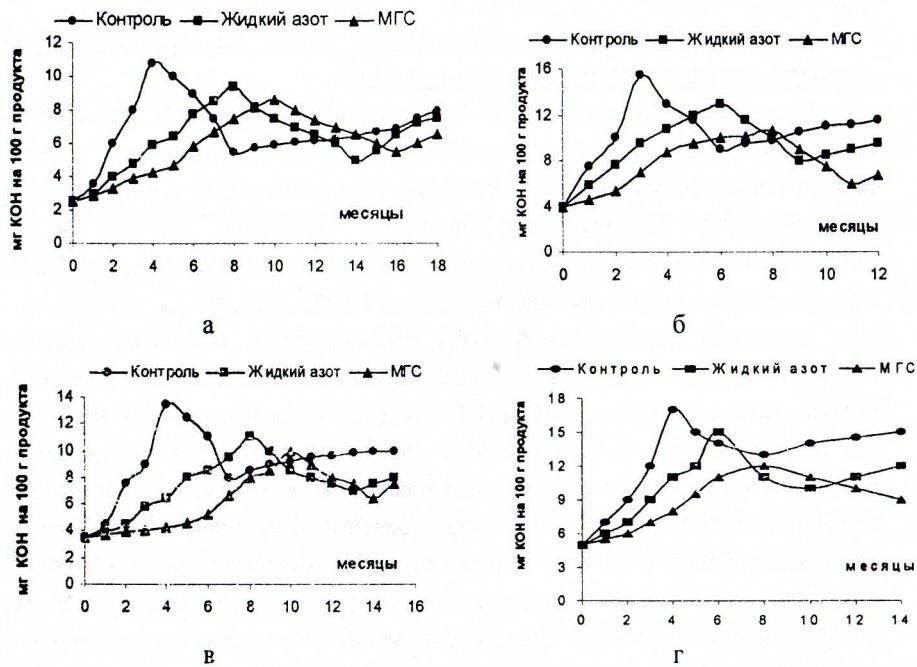 Контроль Жидкий азот МГС
мг КОН на 100 г продукта
12
10
8
6
4
2
0
месяцы
0 2 4 6 8 10 12 14 16 18
а
Контроль Жидкий азот МГС
мг КОН на 100 г продукта
16
12
8
4
0
месяцы
0 2 4 6 8 10 12
б
Контроль Жидкий азот МГС
мг КОН на 100 г продукта
14
12
10
8
6
4
2
0
месяцы
0 2 4 6 8 10 12 14 16
в
Контроль Жидкий азот МГС
мг КОН на 100 г продукта
18
15
12
9
6
3
0
месяцы
0 2 4 6 8 10 12 14
г